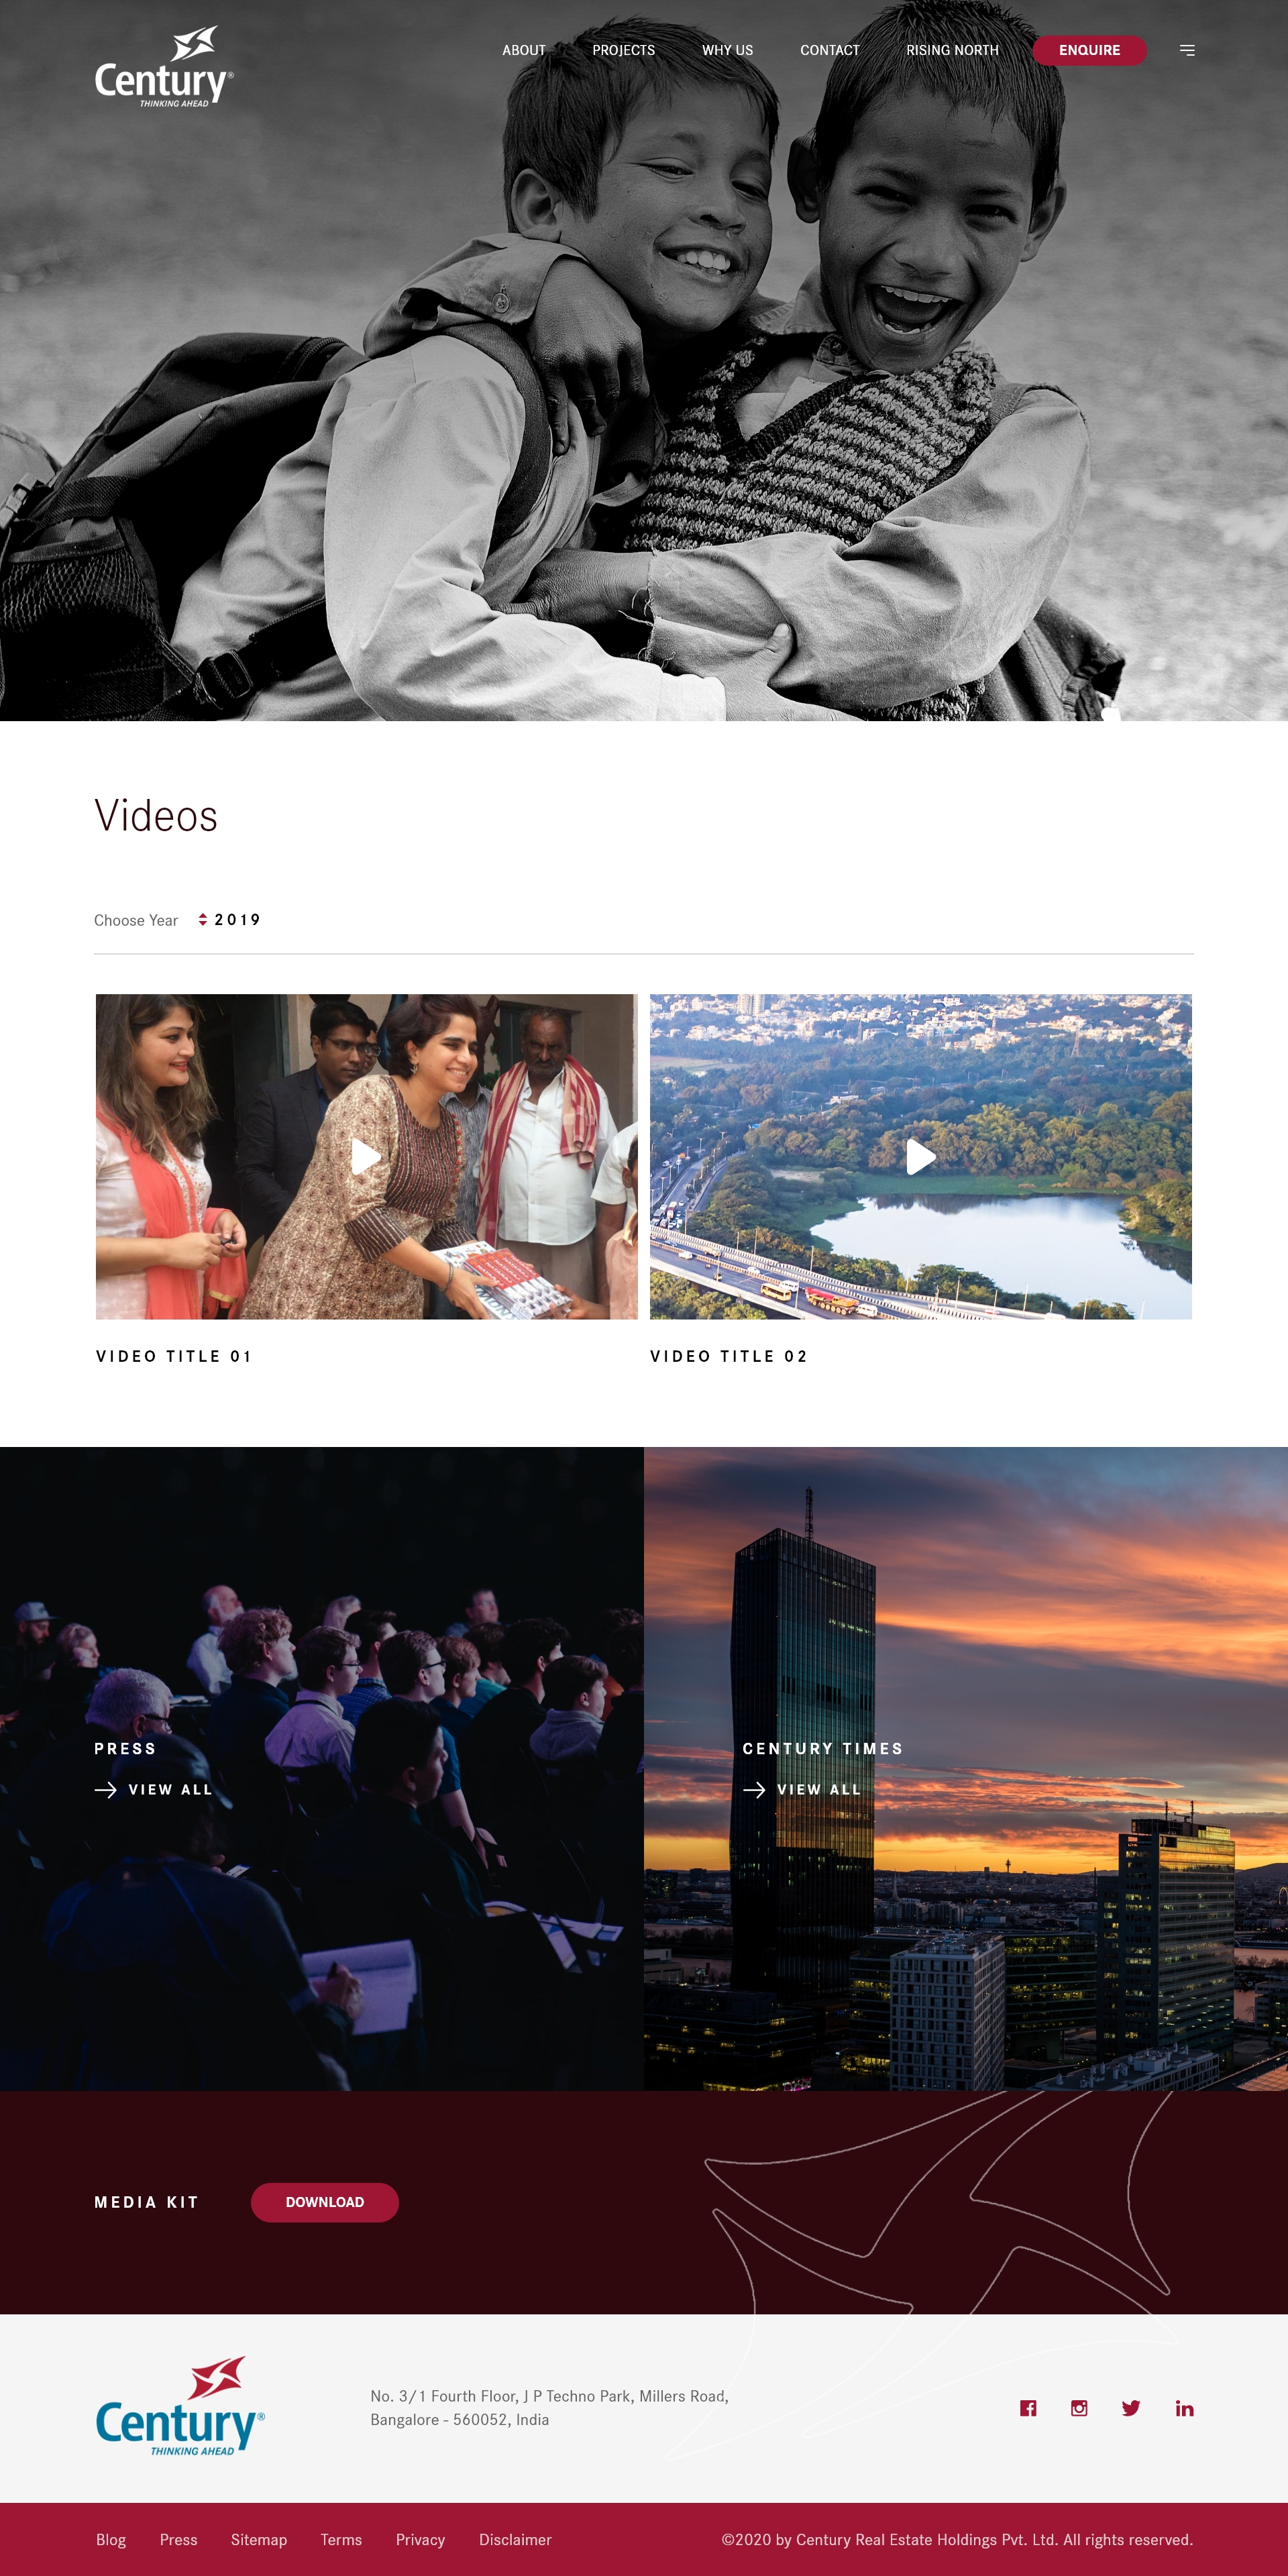 Century®
THINKING AHEAD
ABOUT PROJECTS WHY US CONTACT RISING NORTH ENQUIRE
Videos
Choose Year 2019
VIDEO TITLE 01
VIDEO TITLE 02
PRESS
VIEW ALL
CENTURY TIMES
VIEW ALL
MEDIA KIT DOWNLOAD
Century®
THINKING AHEAD
No. 3/1 Fourth Floor, J P Techno Park, Millers Road,
Bangalore - 560052, India
Blog Press Sitemap Terms Privacy Disclaimer
©2020 by Century Real Estate Holdings Pvt. Ltd. All rights reserved.